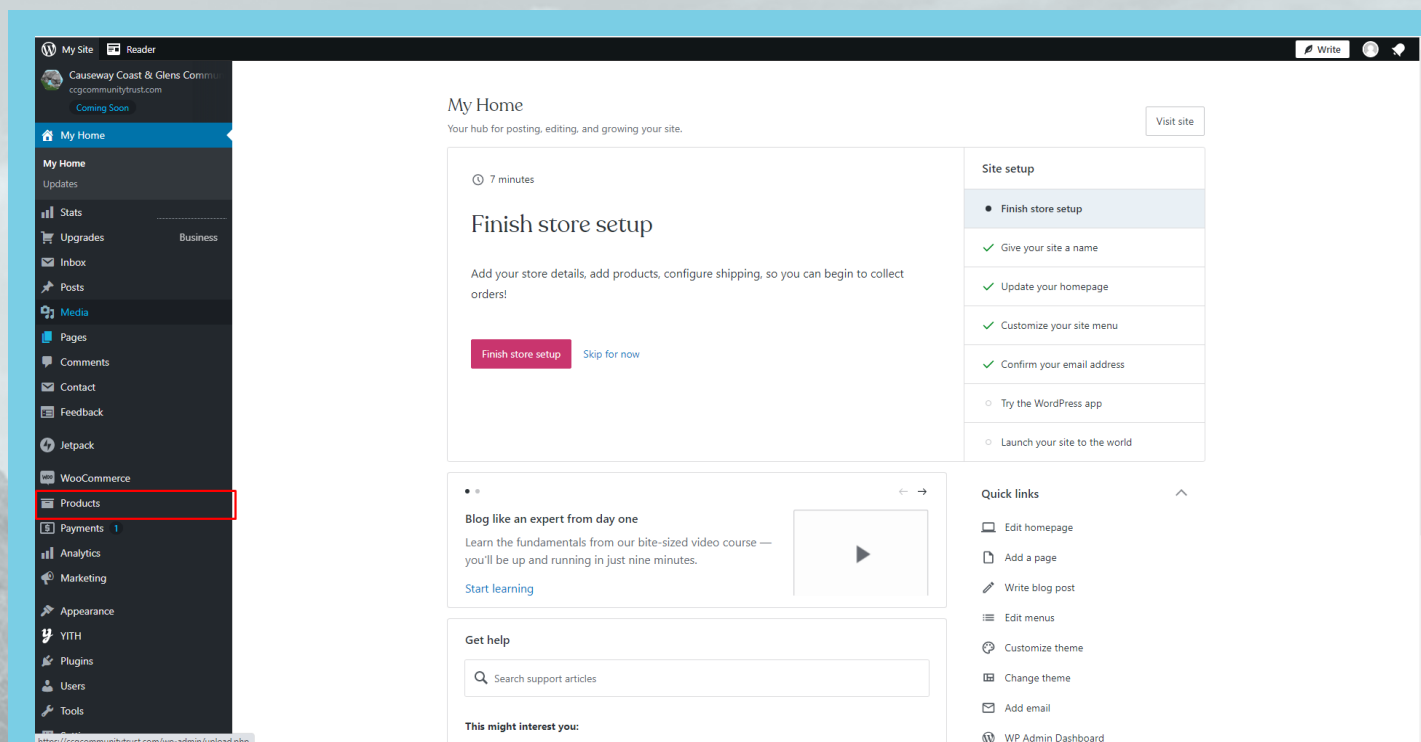 My Site
Reader
Write
Causeway Coast & Glens Commu
ccgcommunitytrust.com
Coming Soon
My Home
My Home
Updates
Stats
Upgrades Business
Inbox
Posts
Media
Pages
Comments
Contact
Feedback
Jetpack
WooCommerce
Products
Payments 1
Analytics
Marketing
Appearance
YITH
Plugins
Users
Tools
https://ccgcommunitytrust.com/wp-admin/upload.php
My Home
Your hub for posting, editing, and growing your site.
Visit site
7 minutes
Finish store setup
Add your store details, add products, configure shipping, so you can begin to collect
orders!
Finish store setup
Skip for now
Site setup
Finish store setup
Give your site a name
Update your homepage
Customize your site menu
Confirm your email address
Try the WordPress app
Launch your site to the world
Blog like an expert from day one
Learn the fundamentals from our bite-sized video course —
you'll be up and running in just nine minutes.
Start learning
Get help
Search support articles
This might interest you:
Quick links
Edit homepage
Add a page
Write blog post
Edit menus
Customize theme
Change theme
Add email
WP Admin Dashboard